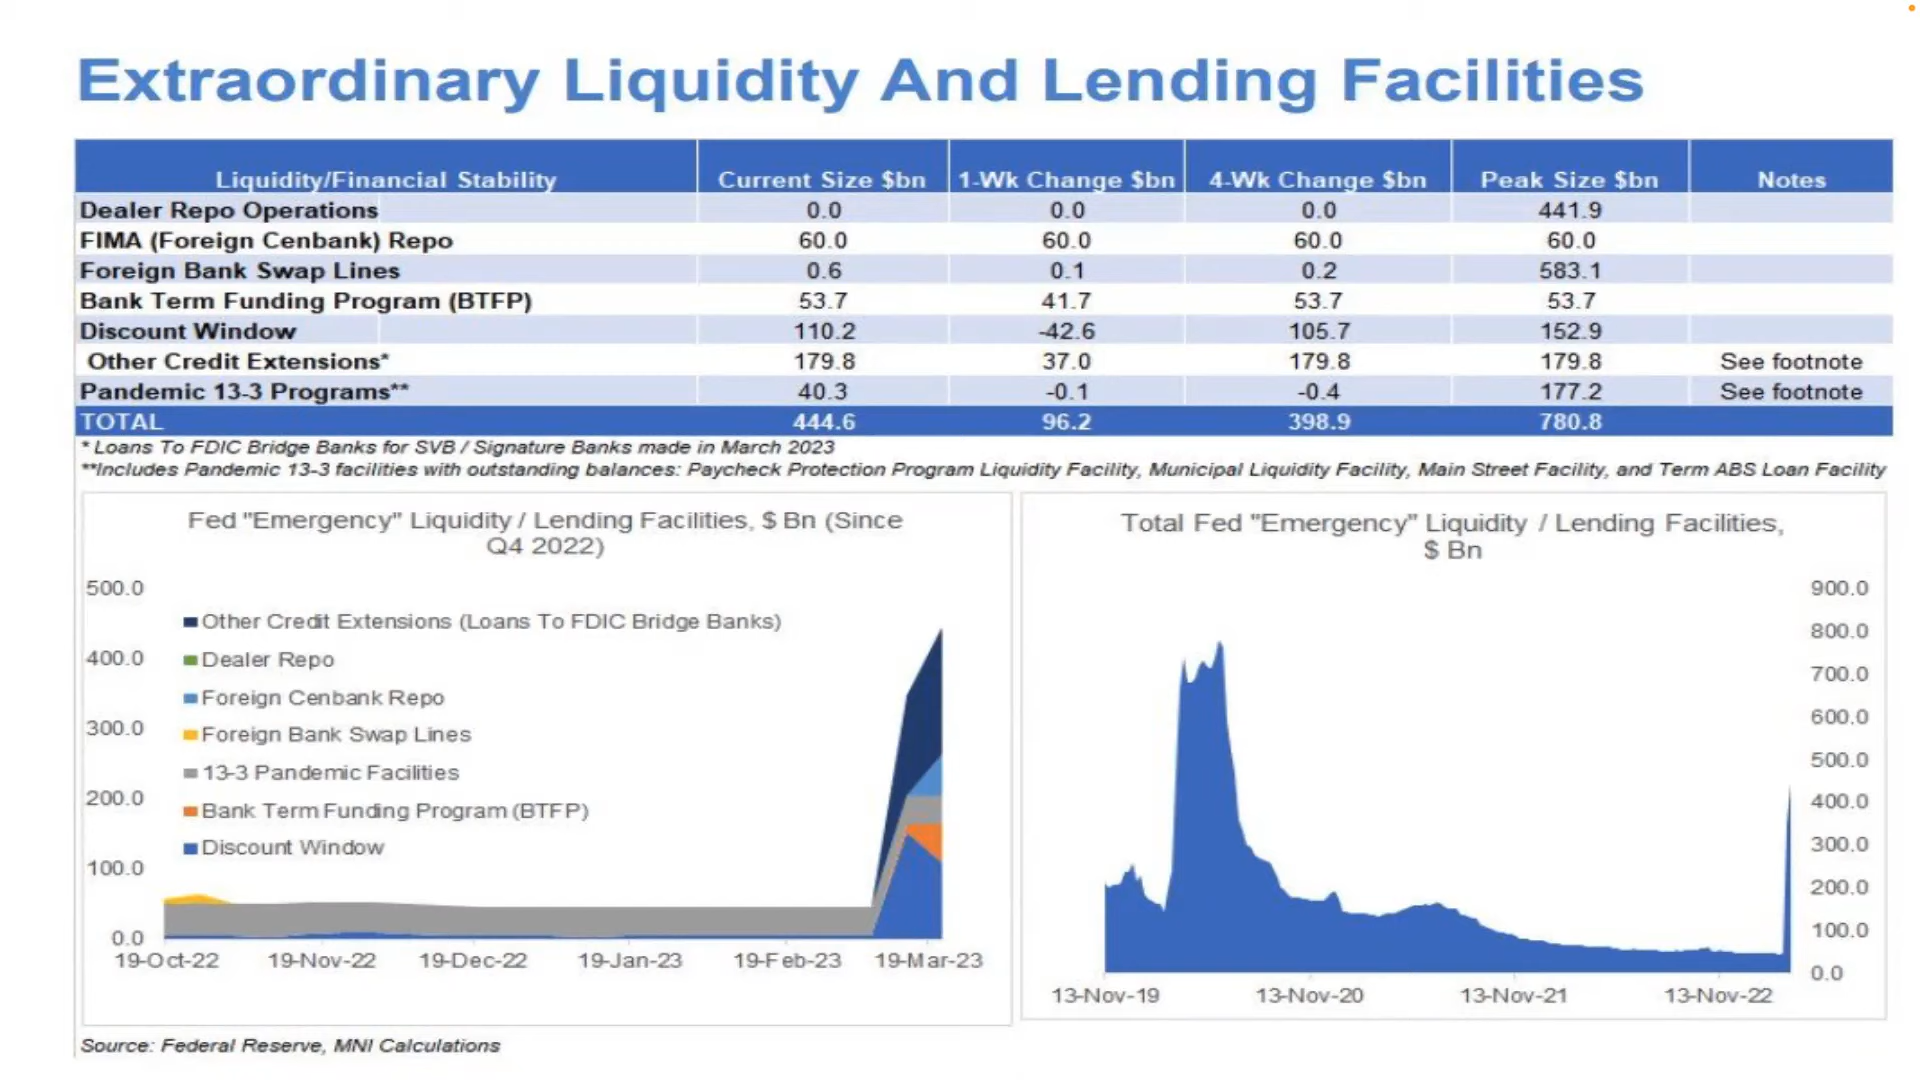 Extraordinary Liquidity And Lending Facilities
Liquidity/Financial Stability Current Size $bn 1-Wk Change $bn 4-Wk Change $bn Peak Size $bn Notes
Dealer Repo Operations 0.0 0.0 0.0 441.9
FIMA (Foreign Cenbank) Repo 60.0 60.0 60.0 60.0
Foreign Bank Swap Lines 0.6 0.1 0.2 583.1
Bank Term Funding Program (BTFP) 53.7 41.7 53.7 53.7
Discount Window 110.2 -42.6 105.7 152.9
Other Credit Extensions* 179.8 37.0 179.8 179.8 See footnote
Pandemic 13-3 Programs** 40.3 -0.1 -0.4 177.2 See footnote
TOTAL 444.6 96.2 398.9 780.8
* Loans To FDIC Bridge Banks for SVB / Signature Banks made in March 2023
**Includes Pandemic 13-3 facilities with outstanding balances: Paycheck Protection Program Liquidity Facility, Municipal Liquidity Facility, Main Street Facility, and Term ABS Loan Facility
Fed "Emergency" Liquidity / Lending Facilities, $ Bn (Since
Q4 2022)
500.0
400.0
300.0
200.0
100.0
0.0
Other Credit Extensions (Loans To FDIC Bridge Banks)
Dealer Repo
Foreign Cenbank Repo
Foreign Bank Swap Lines
13-3 Pandemic Facilities
Bank Term Funding Program (BTFP)
Discount Window
19-Oct-22 19-Nov-22 19-Dec-22 19-Jan-23 19-Feb-23 19-Mar-23
Total Fed "Emergency" Liquidity / Lending Facilities,
$ Bn
900.0
800.0
700.0
600.0
500.0
400.0
300.0
200.0
100.0
0.0
13-Nov-19 13-Nov-20 13-Nov-21 13-Nov-22
Source: Federal Reserve, MNI Calculations